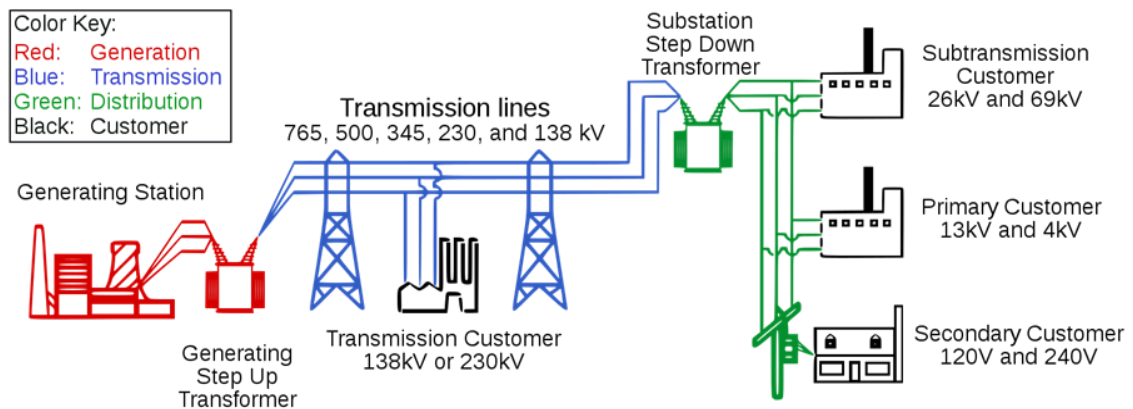 Color Key:
Red: Generation
Blue: Transmission
Green: Distribution
Black: Customer
Generating Station
Generating
Step Up
Transformer
Transmission lines
765, 500, 345, 230, and 138 kV
Transmission Customer
138kV or 230kV
Substation
Step Down
Transformer
Subtransmission
Customer
26kV and 69kV
Primary Customer
13kV and 4kV
Secondary Customer
120V and 240V